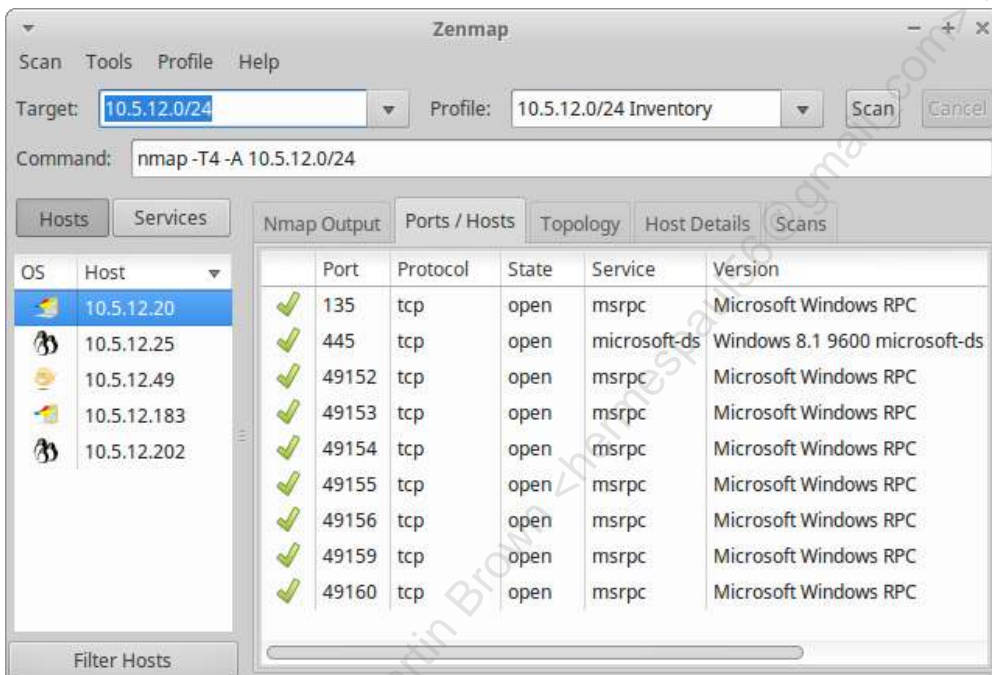 Zenmap
Scan Tools Profile Help
Target: 10.5.12.0/24 Profile: 10.5.12.0/24 Inventory Scan Cancel
Command: nmap -T4 -A 10.5.12.0/24
Hosts Services Nmap Output Ports / Hosts Topology Host Details Scans
OS Host Port Protocol State Service Version
10.5.12.20 135 tcp open msrpc Microsoft Windows RPC
10.5.12.25 445 tcp open microsoft-ds Windows 8.1 9600 microsoft-ds
10.5.12.49 49152 tcp open msrpc Microsoft Windows RPC
10.5.12.183 49153 tcp open msrpc Microsoft Windows RPC
10.5.12.202 49154 tcp open msrpc Microsoft Windows RPC
49155 tcp open msrpc Microsoft Windows RPC
49156 tcp open msrpc Microsoft Windows RPC
49159 tcp open msrpc Microsoft Windows RPC
49160 tcp open msrpc Microsoft Windows RPC
Filter Hosts
Brown <hermespaul56@gmail.com>